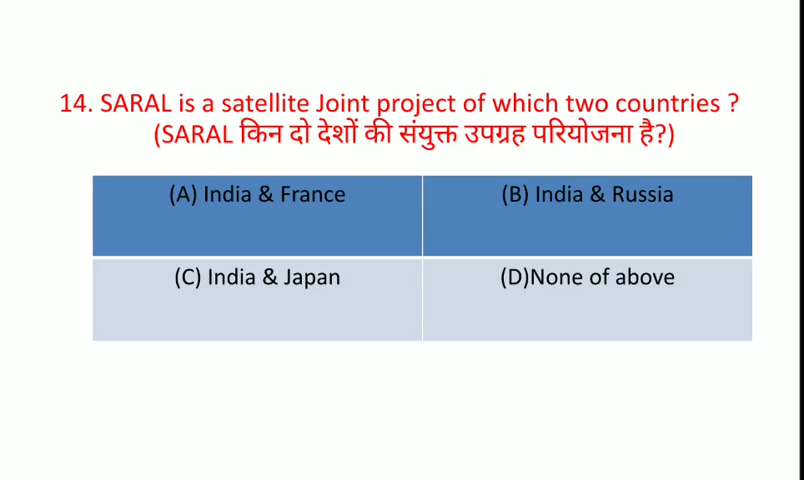 14. SARAL is a satellite Joint project of which two countries ?
(SARAL किन दो देशों की संयुक्त उपग्रह परियोजना है?)
(A) India & France
(B) India & Russia
(C) India & Japan
(D)None of above